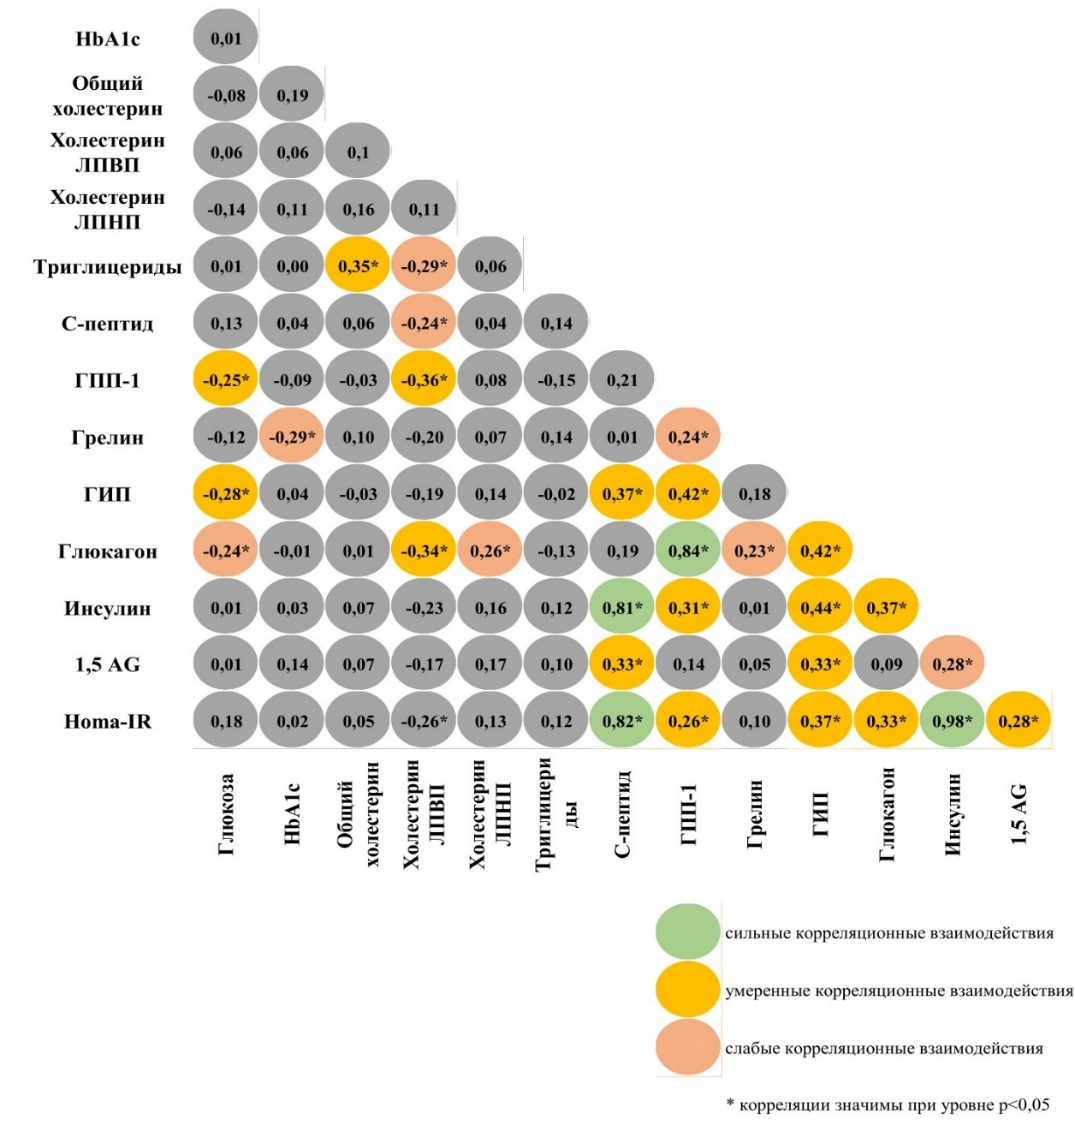 HbA1c 0,01
Общий
холестерин -0,08 0,19
Холестерин
ЛПВП 0,06 0,06 0,1
Холестерин
ЛПНП -0,14 0,11 0,16 0,11
Триглицериды 0,01 0,00 0,35* -0,29* 0,06
С-пептид 0,13 0,04 0,06 -0,24* 0,04 0,14
ГПП-1 -0,25* -0,09 -0,03 -0,36* 0,08 -0,15 0,21
Грелин -0,12 -0,29* 0,10 -0,20 0,07 0,14 0,01 0,24*
ГИП -0,28* 0,04 -0,03 -0,19 0,14 -0,02 0,37* 0,42* 0,18
Глюкагон -0,24* -0,01 0,01 -0,34* 0,26* -0,13 0,19 0,84* 0,23* 0,42*
Инсулин 0,01 0,03 0,07 -0,23 0,16 0,12 0,81* 0,31* 0,01 0,44* 0,37*
1,5 AG 0,01 0,14 0,07 -0,17 0,17 0,10 0,33* 0,14 0,05 0,33* 0,09 0,28*
Homa-IR 0,18 0,02 0,05 -0,26* 0,13 0,12 0,82* 0,26* 0,10 0,37* 0,33* 0,98* 0,28*
Глюкоза
HbA1c
Общий
холестерин
Холестерин
ЛПВП
Холестерин
ЛПНП
Триглицери
ды
С-пептид
ГПП-1
Грелин
ГИП
Глюкагон
Инсулин
1,5 AG
сильные корреляционные взаимодействия
умеренные корреляционные взаимодействия
слабые корреляционные взаимодействия
* корреляции значимы при уровне p<0,05